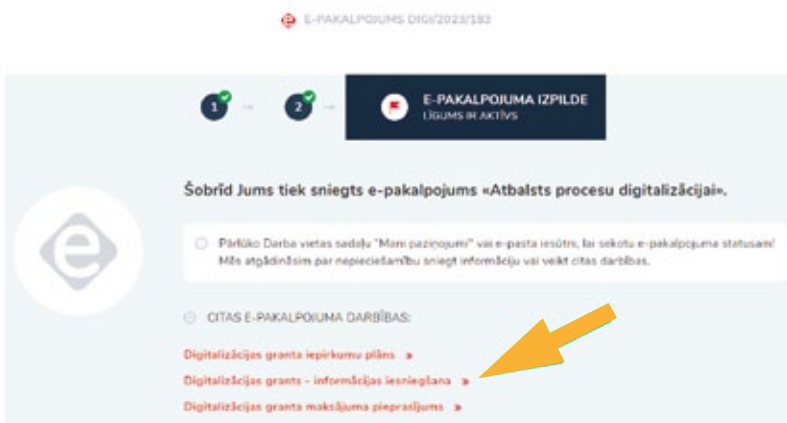 E-PAKALPOJUMS DIGI/2023/183
1
2
E-PAKALPOJUMA IZPILDE
LĪGUMS IR AKTĪVS
Šobrīd Jums tiek sniegts e-pakalpojums «Atbalsts procesu digitalizācijai».
Pārlūko Darba vietas sadaļu "Mani paziņojumi" vai e-pasta iesūtni, lai sekotu e-pakalpojuma statusam!
Mēs atgādināsim par nepieciešamību sniegt informāciju vai veikt citas darbības.
CITAS E-PAKALPOJUMA DARBĪBAS:
Digitalizācijas granta iepirkumu plāns »
Digitalizācijas grants - informācijas iesniegšana »
Digitalizācijas granta maksājuma pieprasījums »